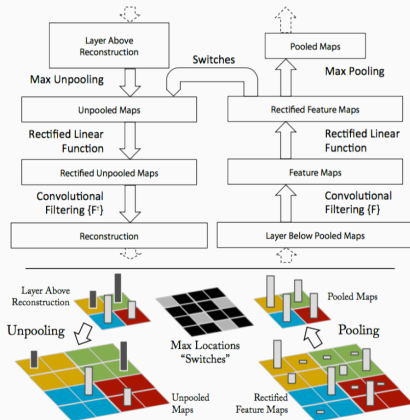 Layer Above
Reconstruction
Pooled Maps
Switches
Max Unpooling
Max Pooling
Unpooled Maps
Rectified Feature Maps
Rectified Linear
Function
Rectified Linear
Function
Rectified Unpooled Maps
Feature Maps
Convolutional
Filtering {F'}
Convolutional
Filtering {F}
Reconstruction
Layer Below Pooled Maps
Layer Above
Reconstruction
Pooled Maps
Unpooling
Max Locations
"Switches"
Pooling
Unpooled
Maps
Rectified
Feature Maps